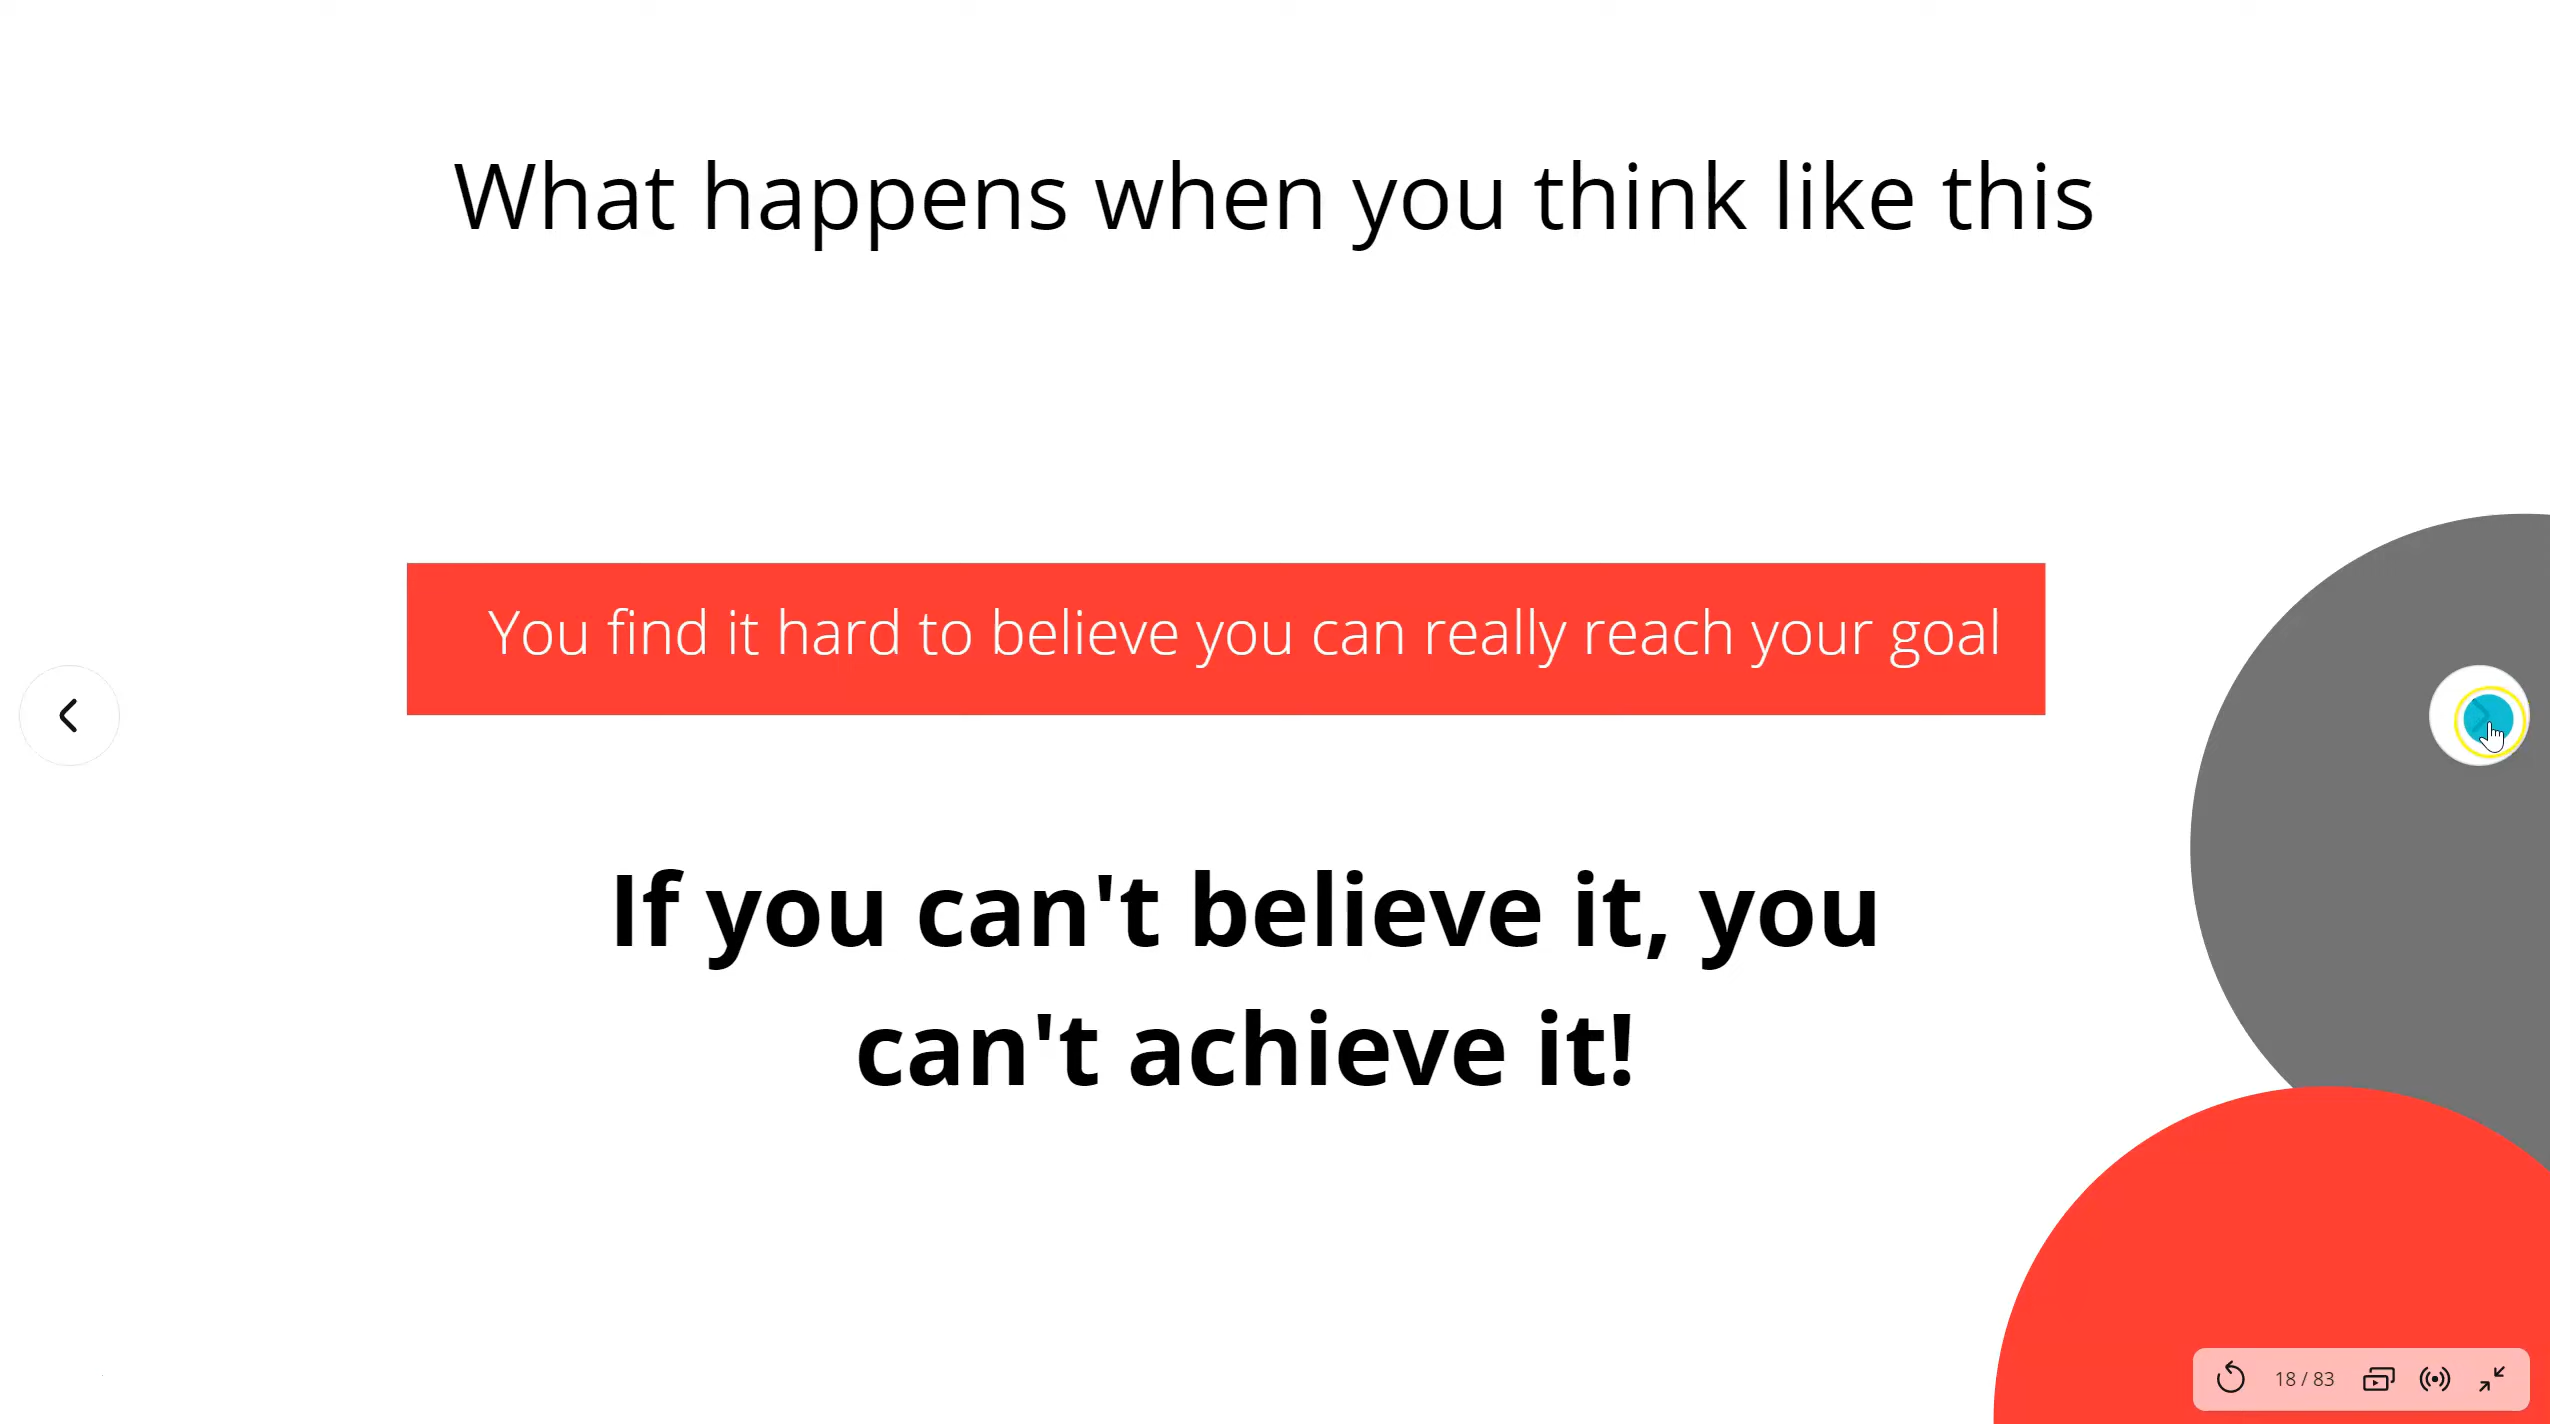 What happens when you think like this
You find it hard to believe you can really reach your goal
If you can't believe it, you
can't achieve it!
18 / 83